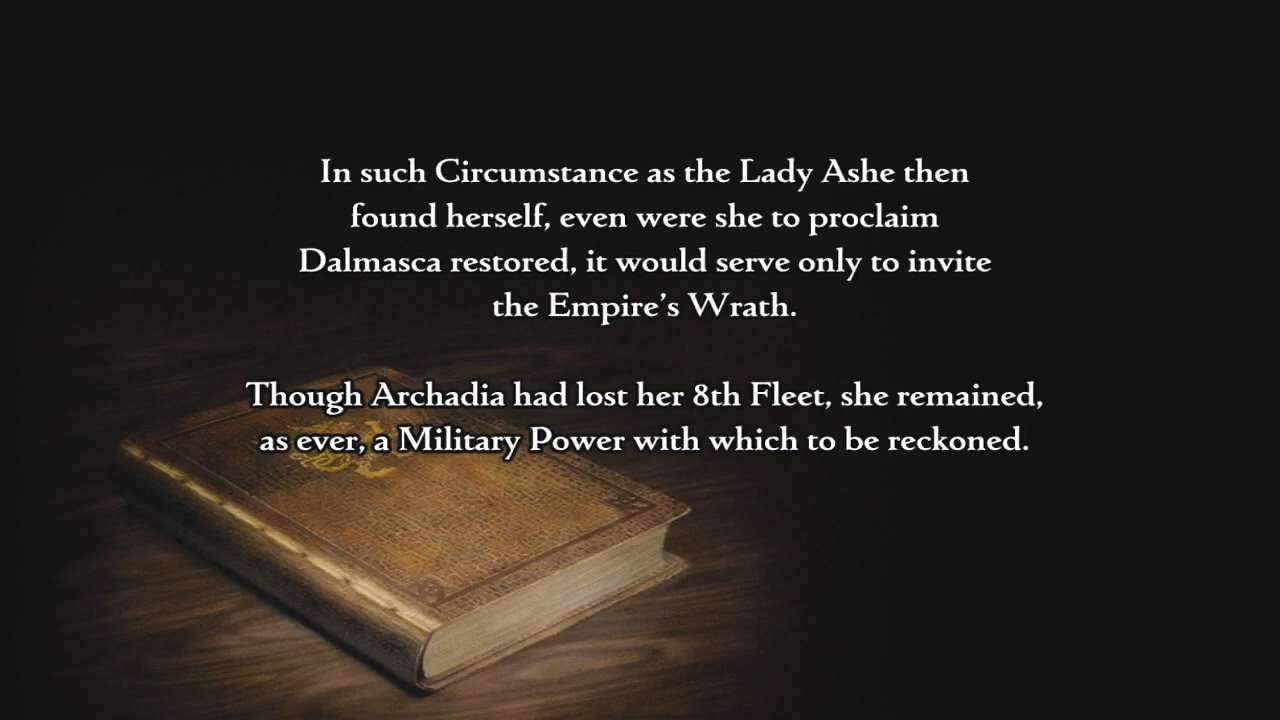 In such Circumstance as the Lady Ashe then
found herself, even were she to proclaim
Dalmasca restored, it would serve only to invite
the Empire’s Wrath.
Though Archadia had lost her 8th Fleet, she remained,
as ever, a Military Power with which to be reckoned.